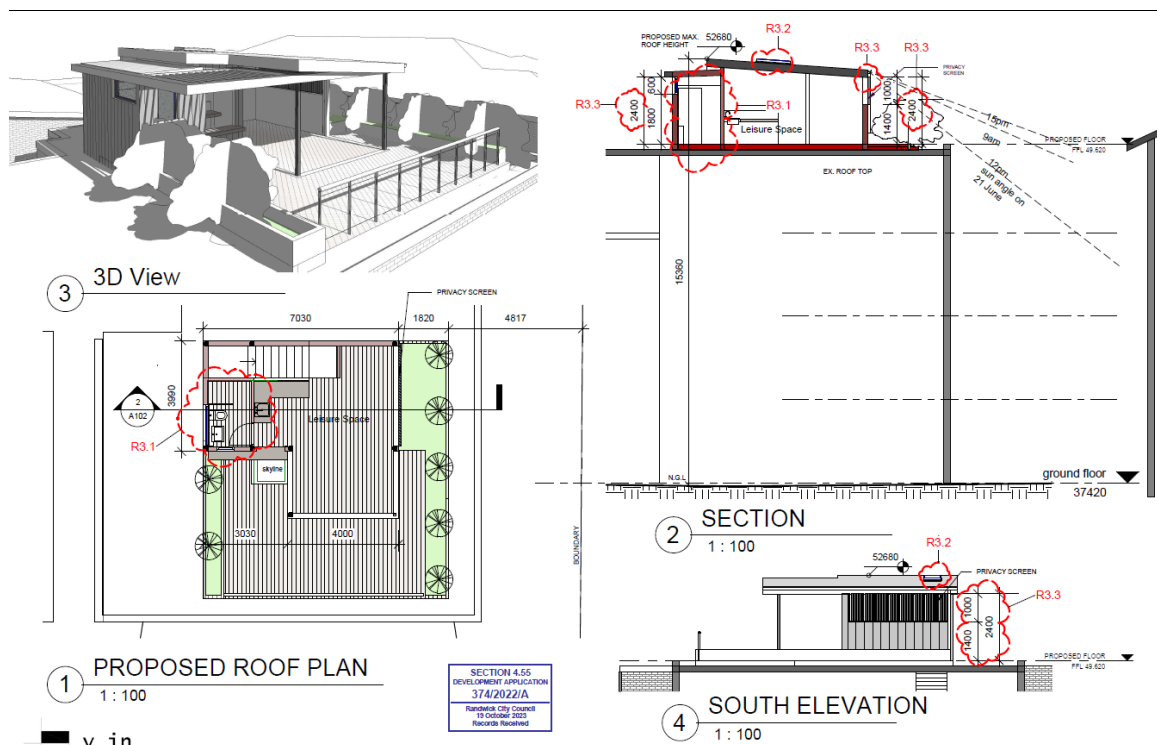 3
3D View
PRIVACY SCREEN
7030
1820
4817
3990
2
A102
R3.1
Leisure Space
skyline
3030
4000
BOUNDARY
1
PROPOSED ROOF PLAN
1 : 100
SECTION 4.55
DEVELOPMENT APPLICATION
374/2022/A
Randwick City Council
19 October 2023
Records Received
y in
PROPOSED MAX.
ROOF HEIGHT
52680
R3.2
R3.3
R3.3
PRIVACY
SCREEN
R3.3
2400
600
1800
R3.1
Leisure Space
1000
1400
2400
15pm
9am
12pm
sun angle on
21 June
PROPOSED FLOOR
FFL 49.520
EX. ROOF TOP
15360
N.G.L
ground floor
37420
2
SECTION
1 : 100
52680
R3.2
PRIVACY SCREEN
R3.3
1000
1400
2400
PROPOSED FLOOR
FFL 49.520
4
SOUTH ELEVATION
1 : 100